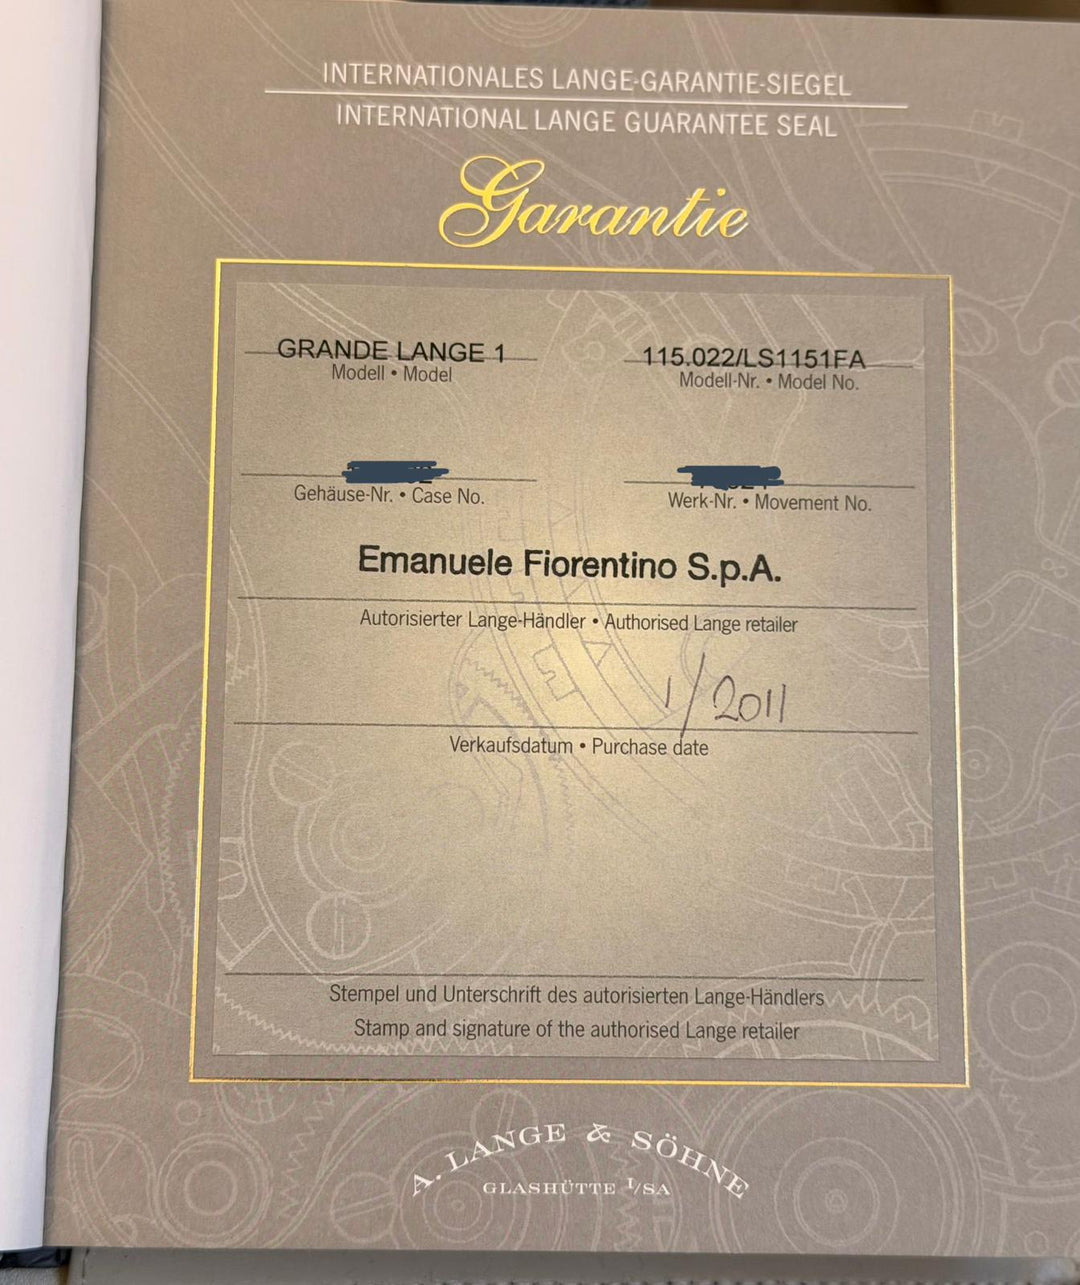 INTERNATIONALES LANGE-GARANTIE-SIEGEL
INTERNATIONAL LANGE GUARANTEE SEAL
Garantie
GRANDE LANGE 1
Modell • Model
115.022/LS1151FA
Modell-Nr. • Model No.
Gehäuse-Nr. • Case No.
Werk-Nr. • Movement No.
Emanuele Fiorentino S.p.A.
Autorisierter Lange-Händler • Authorised Lange retailer
1/2011
Verkaufsdatum • Purchase date
Stempel und Unterschrift des autorisierten Lange-Händlers
Stamp and signature of the authorised Lange retailer
A. LANGE & SÖHNE
GLASHÜTTE I/SA